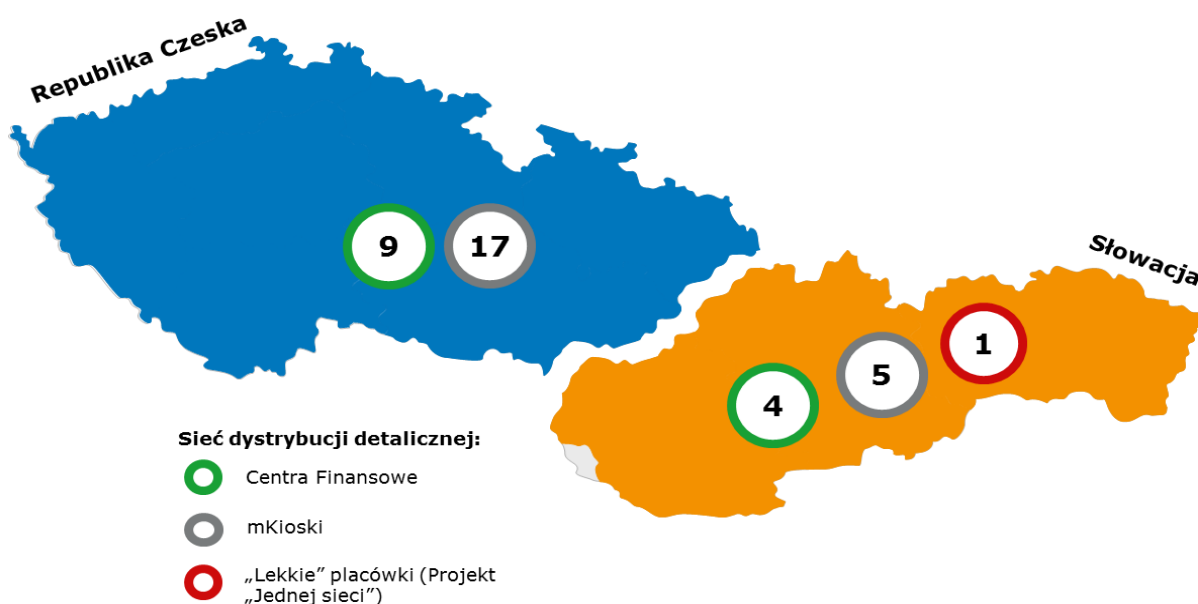 Republika Czeska
9
17
Słowacja
1
5
4
Sieć dystrybucji detalicznej:
Centra Finansowe
mKioski
„Lekkie” placówki (Projekt
„Jednej sieci”)